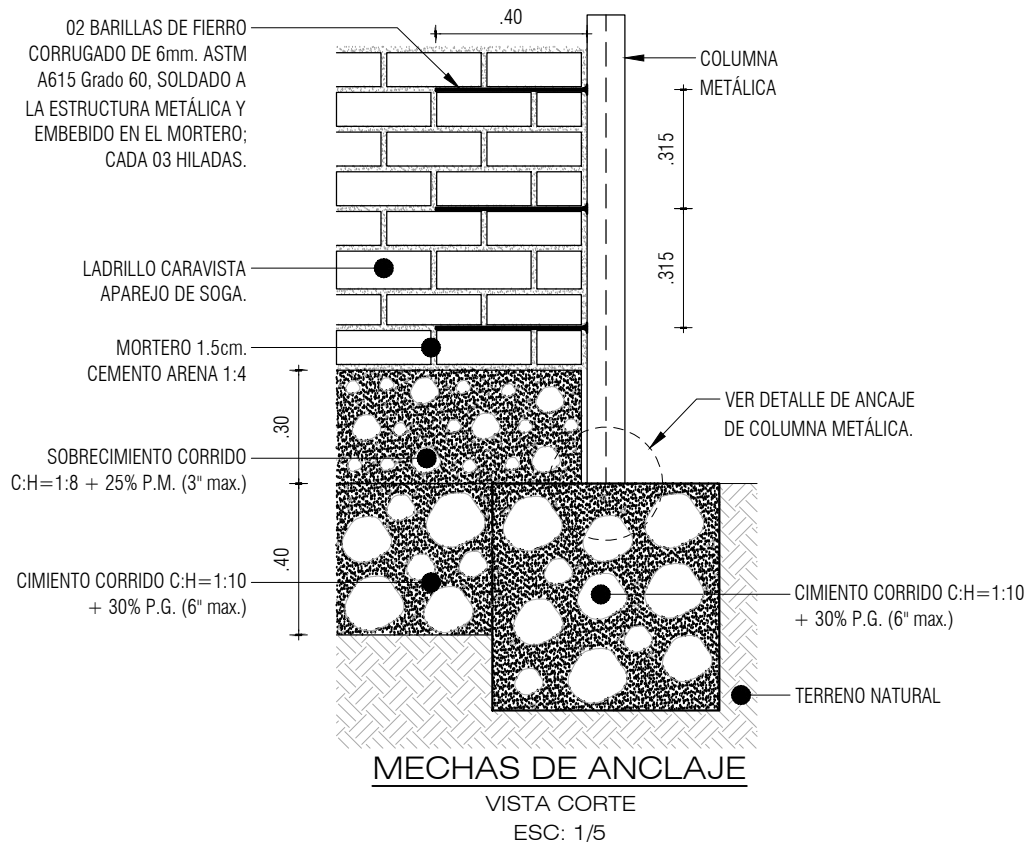 02 BARILLAS DE FIERRO
CORRUGADO DE 6mm. ASTM
A615 Grado 60, SOLDADO A
LA ESTRUCTURA METÁLICA Y
EMBEBIDO EN EL MORTERO;
CADA 03 HILADAS.
.40
COLUMNA
METÁLICA
.315
.315
LADRILLO CARAVISTA
APAREJO DE SOGA.
MORTERO 1.5cm.
CEMENTO ARENA 1:4
.30
SOBRECIMIENTO CORRIDO
C:H=1:8 + 25% P.M. (3" max.)
VER DETALLE DE ANCAJE
DE COLUMNA METÁLICA.
.40
CIMIENTO CORRIDO C:H=1:10
+ 30% P.G. (6" max.)
CIMIENTO CORRIDO C:H=1:10
+ 30% P.G. (6" max.)
TERRENO NATURAL
MECHAS DE ANCLAJE
VISTA CORTE
ESC: 1/5